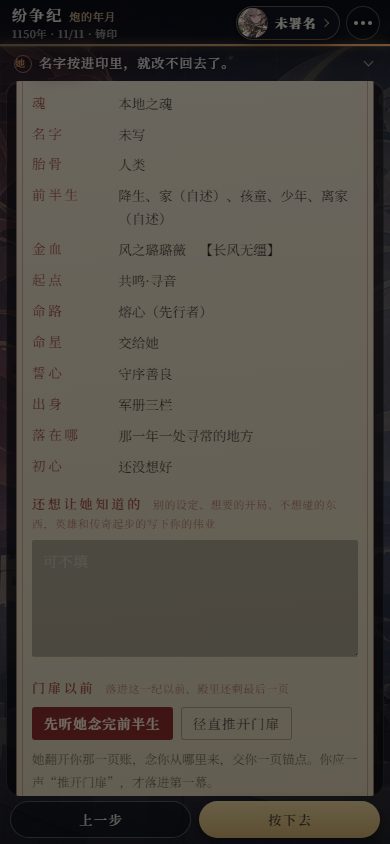 纷争纪 炮的年月
未署名
1150年 · 11/11 · 铸印
她 名字按进印里，就改不回去了。
魂 本地之魂
名字 未写
胎骨 人类
前半生 降生、家（自述）、孩童、少年、离家
（自述）
金血 风之璐璐薇 【长风无缰】
起点 共鸣·寻音
命路 熔心（先行者）
命星 交给她
誓心 守序善良
出身 军册三栏
落在哪 那一年一处寻常的地方
初心 还没想好
还想让她知道的 别的设定、想要的开局、不想碰的东
西，英雄和传奇起步的写下你的伟业
可不填
门扉以前 落进这一纪以前，殿里还剩最后一页
先听她念完前半生 径直推开门扉
她翻开你那一页账，念你从哪里来，交你一页锚点。你应一
声“推开门扉”，才落进第一幕。
上一步 按下去